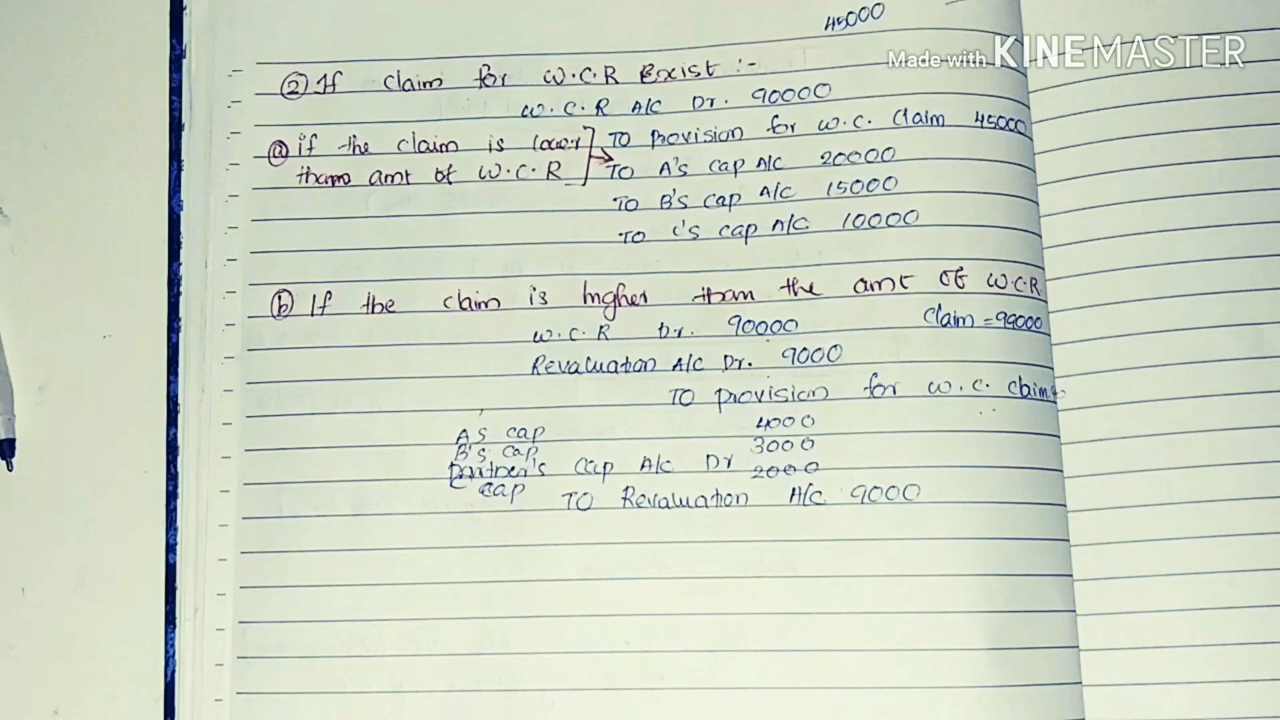 45000
Made with KINEMASTER
② If claim for W.C.R Exist :-
W.C.R A/C Dr. 90000
ⓐ if the claim is lower TO provision for W.C. Claim 45000
than amt of W.C.R TO A's cap A/C 20000
TO B's cap A/C 15000
TO C's cap A/C 10000
ⓑ If the claim is higher than the amt of W.C.R
W.C.R Dr. 90000 Claim = 99000
Revaluation A/C Dr. 9000
TO provision for W.C. claim
A's cap 4000
B's cap 3000
Partner's cap A/C Dr 2000
C cap TO Revaluation A/C 9000